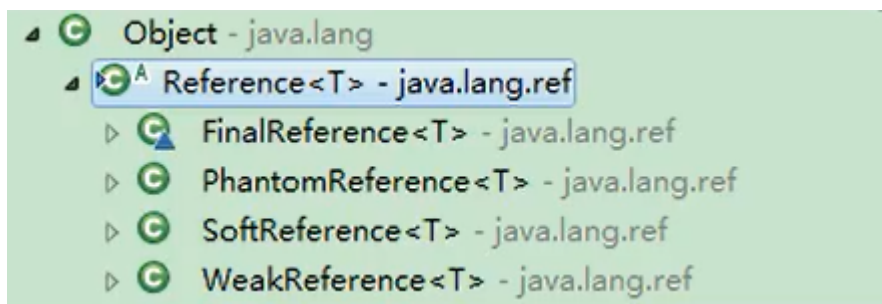 Object - java.lang
A Reference<T> - java.lang.ref
FinalReference<T> - java.lang.ref
PhantomReference<T> - java.lang.ref
SoftReference<T> - java.lang.ref
WeakReference<T> - java.lang.ref